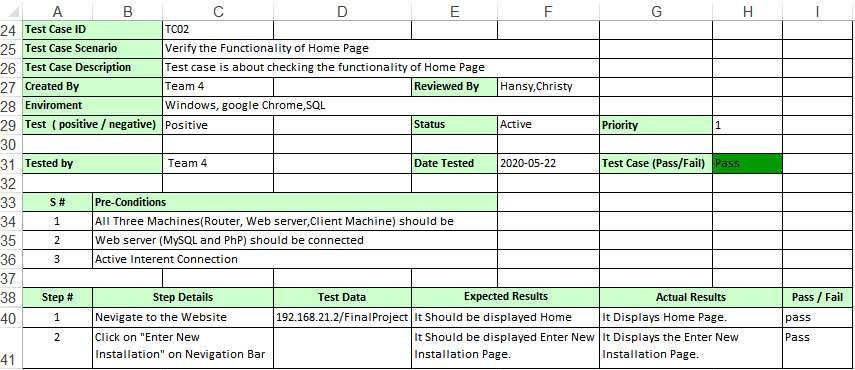 A B C D E F G H I
24 Test Case ID TC02
25 Test Case Scenario Verify the Functionality of Home Page
26 Test Case Description Test case is about checking the functionality of Home Page
27 Created By Team 4 Reviewed By Hansy,Christy
28 Enviroment Windows, google Chrome,SQL
29 Test ( positive / negative) Positive Status Active Priority 1
30
31 Tested by Team 4 Date Tested 2020-05-22 Test Case (Pass/Fail) Pass
32
33 S # Pre-Conditions
34 1 All Three Machines(Router, Web server,Client Machine) should be
35 2 Web server (MySQL and PhP) should be connected
36 3 Active Interent Connection
37
38 Step # Step Details Test Data Expected Results Actual Results Pass / Fail
40 1 Nevigate to the Website 192.168.21.2/FinalProject It Should be displayed Home It Displays Home Page. pass
2 Click on "Enter New It Should be displayed Enter New It Displays the Enter New Pass
41 Installation" on Nevigation Bar Installation Page. Installation Page.